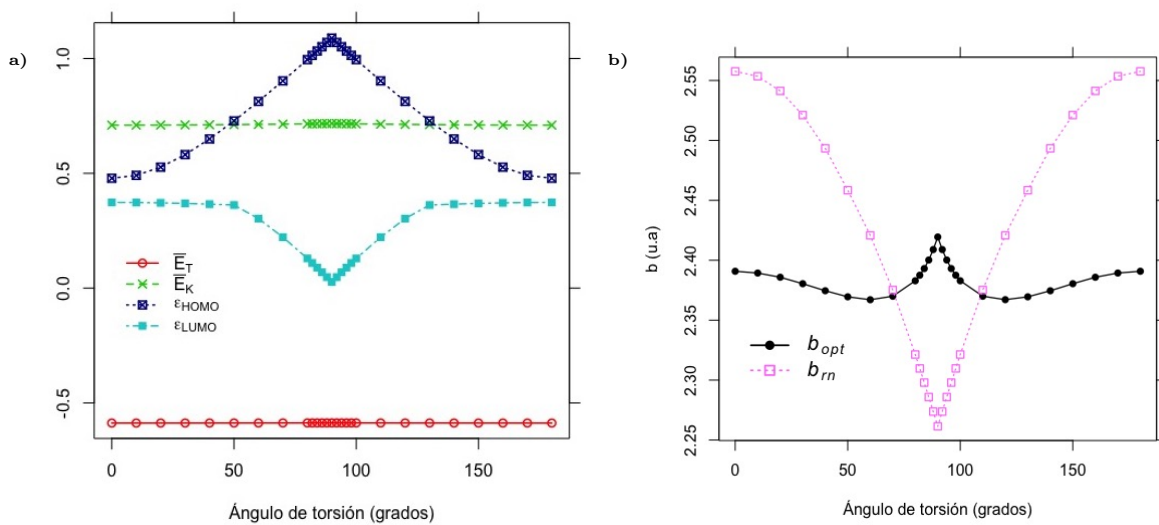 a)
1.0
0.5
0.0
-0.5
E̅T
E̅K
εHOMO
εLUMO
0 50 100 150
Ángulo de torsión (grados)
b)
b (u.a)
2.55
2.50
2.45
2.40
2.35
2.30
2.25
b opt
b rn
0 50 100 150
Ángulo de torsión (grados)